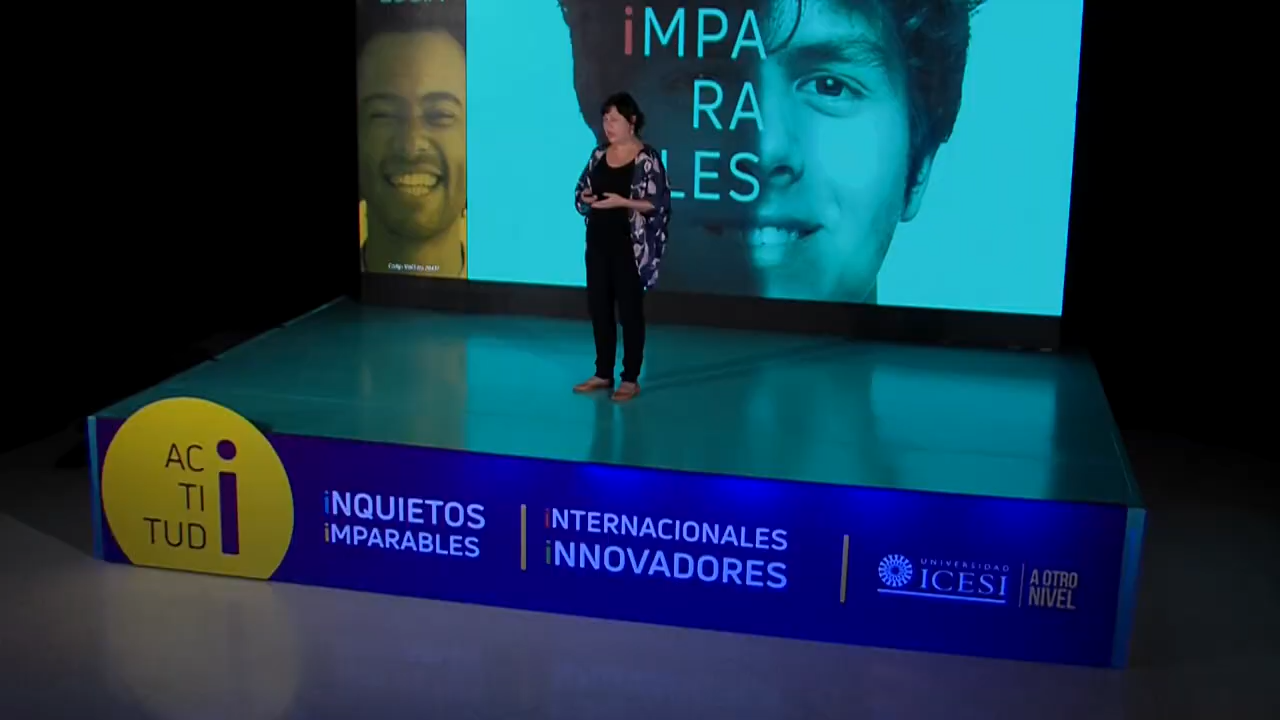 iMPA
RA
LES
AC
TI
TUD
i
iNQUIETOS
iMPARABLES
iNTERNACIONALES
iNNOVADORES
UNIVERSIDAD
ICESI
A OTRO
NIVEL